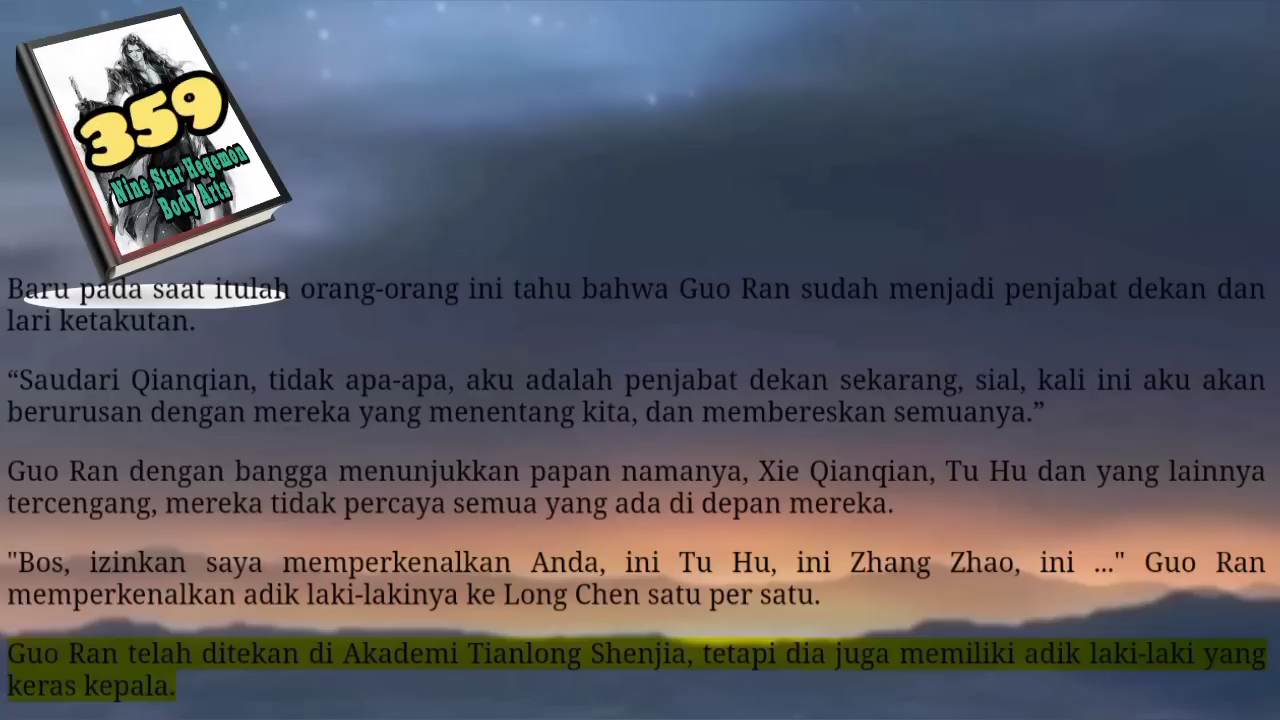 359
Nine Star Hegemon
Body Arts
Baru pada saat itulah orang-orang ini tahu bahwa Guo Ran sudah menjadi penjabat dekan dan
lari ketakutan.
“Saudari Qianqian, tidak apa-apa, aku adalah penjabat dekan sekarang, sial, kali ini aku akan
berurusan dengan mereka yang menentang kita, dan membereskan semuanya.”
Guo Ran dengan bangga menunjukkan papan namanya, Xie Qianqian, Tu Hu dan yang lainnya
tercengang, mereka tidak percaya semua yang ada di depan mereka.
"Bos, izinkan saya memperkenalkan Anda, ini Tu Hu, ini Zhang Zhao, ini ..." Guo Ran
memperkenalkan adik laki-lakinya ke Long Chen satu per satu.
Guo Ran telah ditekan di Akademi Tianlong Shenjia, tetapi dia juga memiliki adik laki-laki yang
keras kepala.